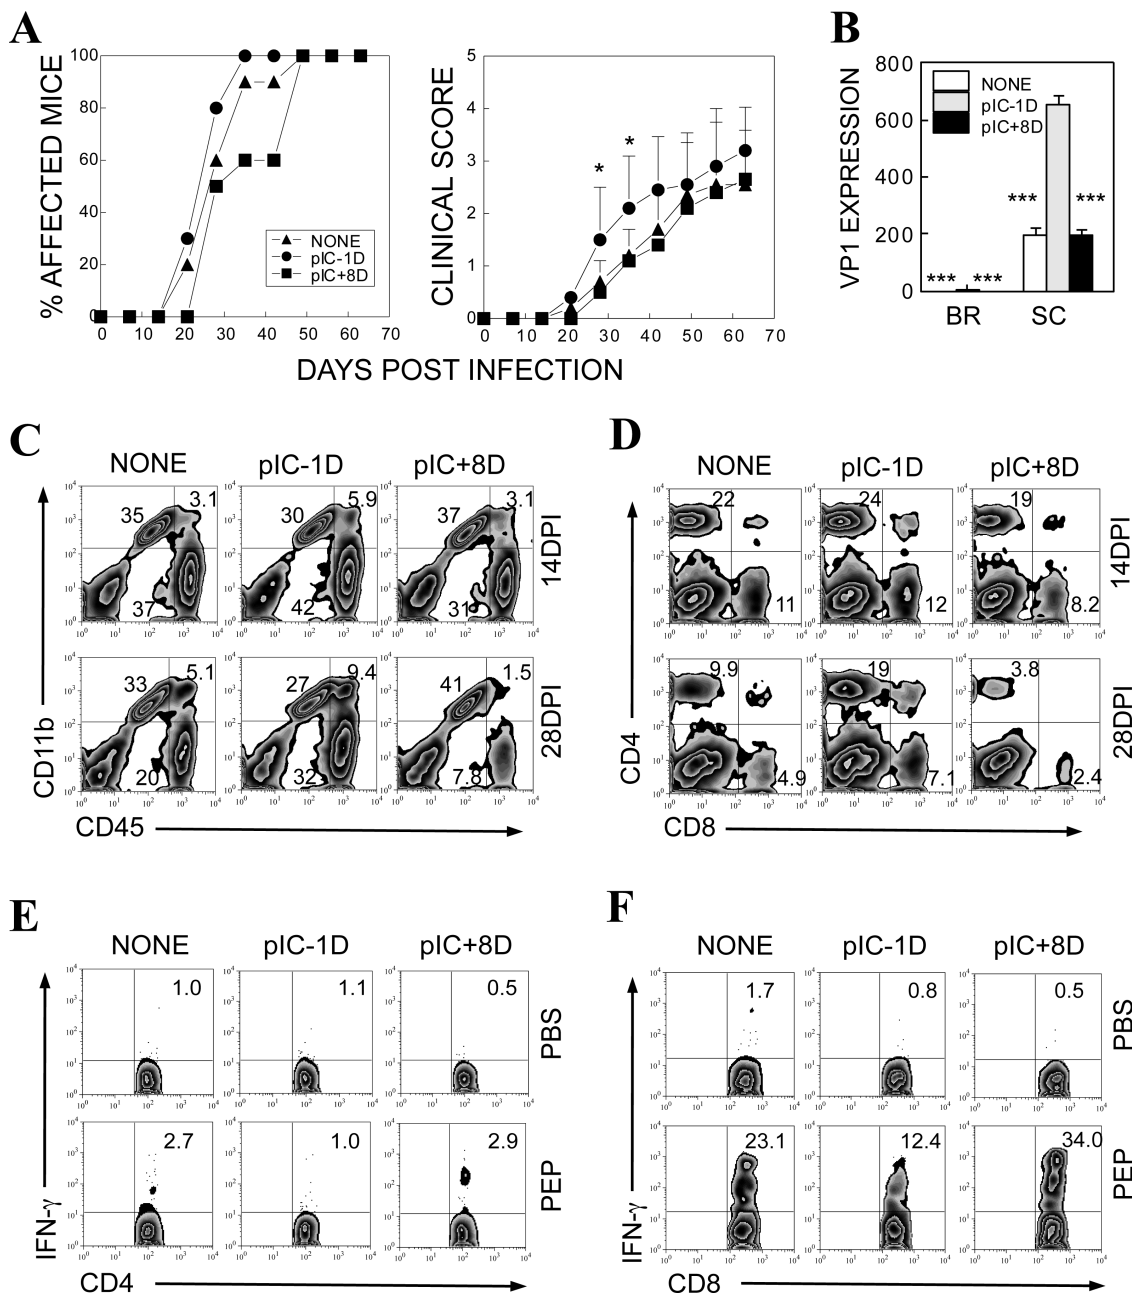 A
% AFFECTED MICE
100
80
60
40
20
0
0 10 20 30 40 50 60 70
NONE
pIC-1D
pIC+8D
CLINICAL SCORE
5
4
3
2
1
0
0 10 20 30 40 50 60 70
* *
DAYS POST INFECTION
B
VP1 EXPRESSION
800
600
400
200
0
NONE
pIC-1D
pIC+8D
*** ***
*** ***
BR SC
C
NONE pIC-1D pIC+8D
35 3.1 37
30 5.9 42
37 3.1 31
14DPI
33 5.1 20
27 9.4 32
41 1.5 7.8
28DPI
CD11b
CD45
D
NONE pIC-1D pIC+8D
22 11
24 12
19 8.2
14DPI
9.9 4.9
19 7.1
3.8 2.4
28DPI
CD4
CD8
E
NONE pIC-1D pIC+8D
1.0 1.1 0.5
PBS
2.7 1.0 2.9
PEP
IFN-γ
CD4
F
NONE pIC-1D pIC+8D
1.7 0.8 0.5
PBS
23.1 12.4 34.0
PEP
IFN-γ
CD8